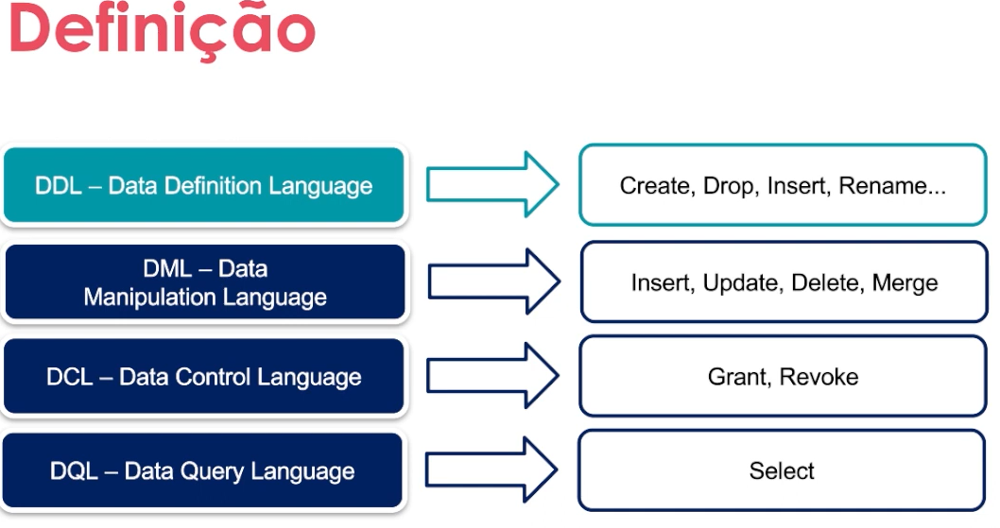 Definição
DDL – Data Definition Language
Create, Drop, Insert, Rename...
DML – Data
Manipulation Language
Insert, Update, Delete, Merge
DCL – Data Control Language
Grant, Revoke
DQL – Data Query Language
Select